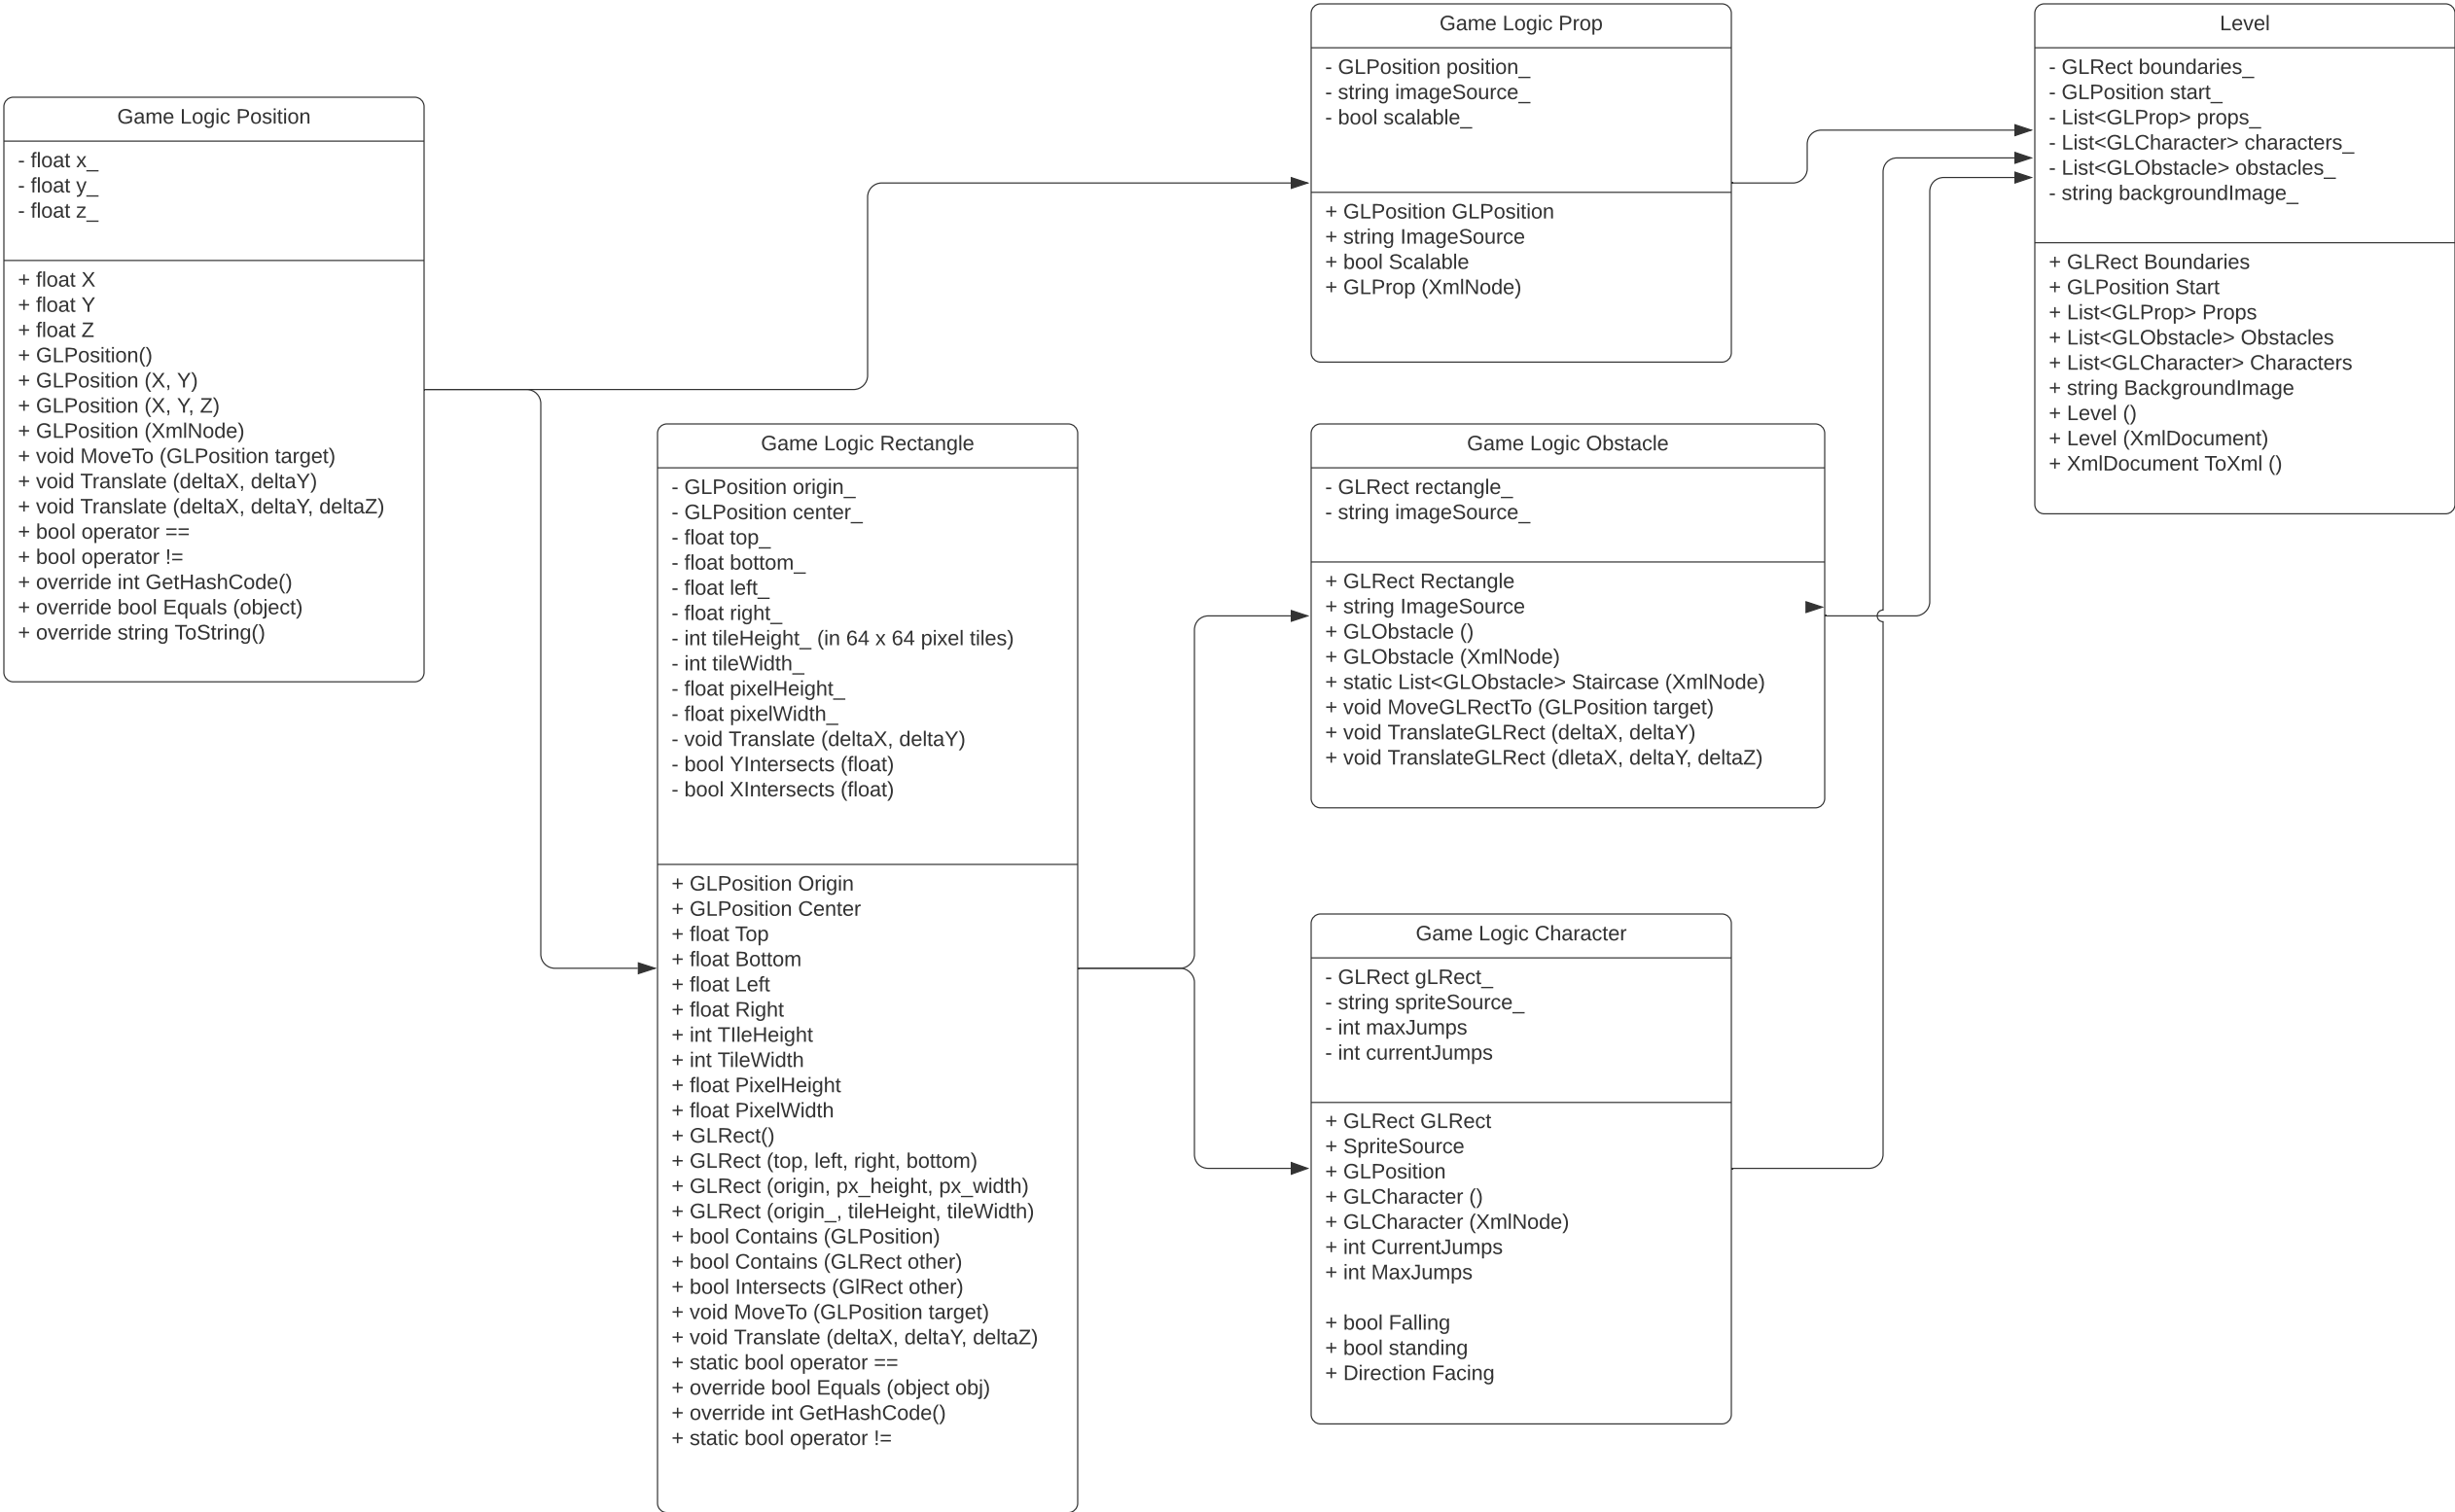 Game Logic Position
- float x_
- float y_
- float z_
+ float X
+ float Y
+ float Z
+ GLPosition()
+ GLPosition (X, Y)
+ GLPosition (X, Y, Z)
+ GLPosition (XmlNode)
+ void MoveTo (GLPosition target)
+ void Translate (deltaX, deltaY)
+ void Translate (deltaX, deltaY, deltaZ)
+ bool operator ==
+ bool operator !=
+ override int GetHashCode()
+ override bool Equals (object)
+ override string ToString()
Game Logic Rectangle
- GLPosition origin_
- GLPosition center_
- float top_
- float bottom_
- float left_
- float right_
- int tileHeight_ (in 64 x 64 pixel tiles)
- int tileWidth_
- float pixelHeight_
- float pixelWidth_
- void Translate (deltaX, deltaY)
- bool YIntersects (float)
- bool XIntersects (float)
+ GLPosition Origin
+ GLPosition Center
+ float Top
+ float Bottom
+ float Left
+ float Right
+ int TIleHeight
+ int TileWidth
+ float PixelHeight
+ float PixelWidth
+ GLRect()
+ GLRect (top, left, right, bottom)
+ GLRect (origin, px_height, px_width)
+ GLRect (origin_, tileHeight, tileWidth)
+ bool Contains (GLPosition)
+ bool Contains (GLRect other)
+ bool Intersects (GlRect other)
+ void MoveTo (GLPosition target)
+ void Translate (deltaX, deltaY, deltaZ)
+ static bool operator ==
+ override bool Equals (object obj)
+ override int GetHashCode()
+ static bool operator !=
Game Logic Prop
- GLPosition position_
- string imageSource_
- bool scalable_
+ GLPosition GLPosition
+ string ImageSource
+ bool Scalable
+ GLProp (XmlNode)
Game Logic Obstacle
- GLRect rectangle_
- string imageSource_
+ GLRect Rectangle
+ string ImageSource
+ GLObstacle ()
+ GLObstacle (XmlNode)
+ static List<GLObstacle> Staircase (XmlNode)
+ void MoveGLRectTo (GLPosition target)
+ void TranslateGLRect (deltaX, deltaY)
+ void TranslateGLRect (dletaX, deltaY, deltaZ)
Game Logic Character
- GLRect gLRect_
- string spriteSource_
- int maxJumps
- int currentJumps
+ GLRect GLRect
+ SpriteSource
+ GLPosition
+ GLCharacter ()
+ GLCharacter (XmlNode)
+ int CurrentJumps
+ int MaxJumps
+ bool Falling
+ bool standing
+ Direction Facing
Level
- GLRect boundaries_
- GLPosition start_
- List<GLProp> props_
- List<GLCharacter> characters_
- List<GLObstacle> obstacles_
- string backgroundImage_
+ GLRect Boundaries
+ GLPosition Start
+ List<GLProp> Props
+ List<GLObstacle> Obstacles
+ List<GLCharacter> Characters
+ string BackgroundImage
+ Level ()
+ Level (XmlDocument)
+ XmlDocument ToXml ()